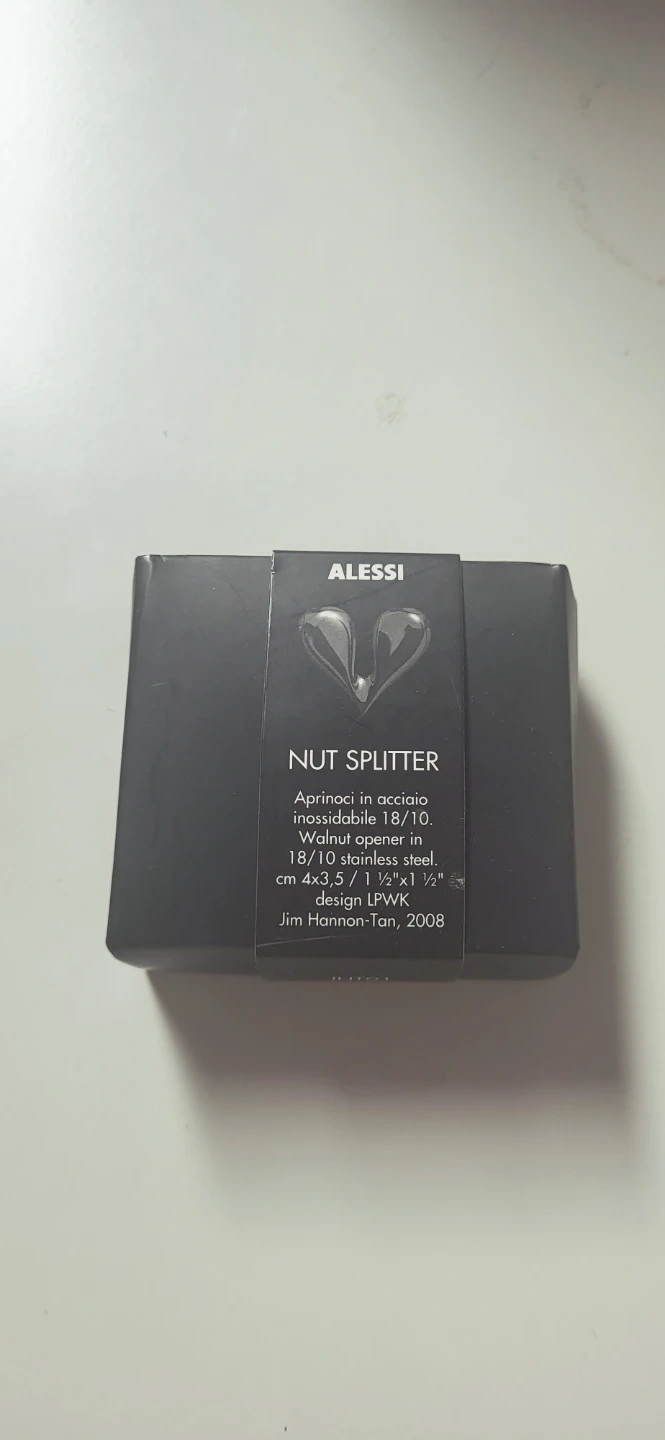 ALESSI
NUT SPLITTER
Aprinoci in acciaio
inossidabile 18/10.
Walnut opener in
18/10 stainless steel.
cm 4x3,5 / 1 ½"x1 ½"
design LPWK
Jim Hannon-Tan, 2008